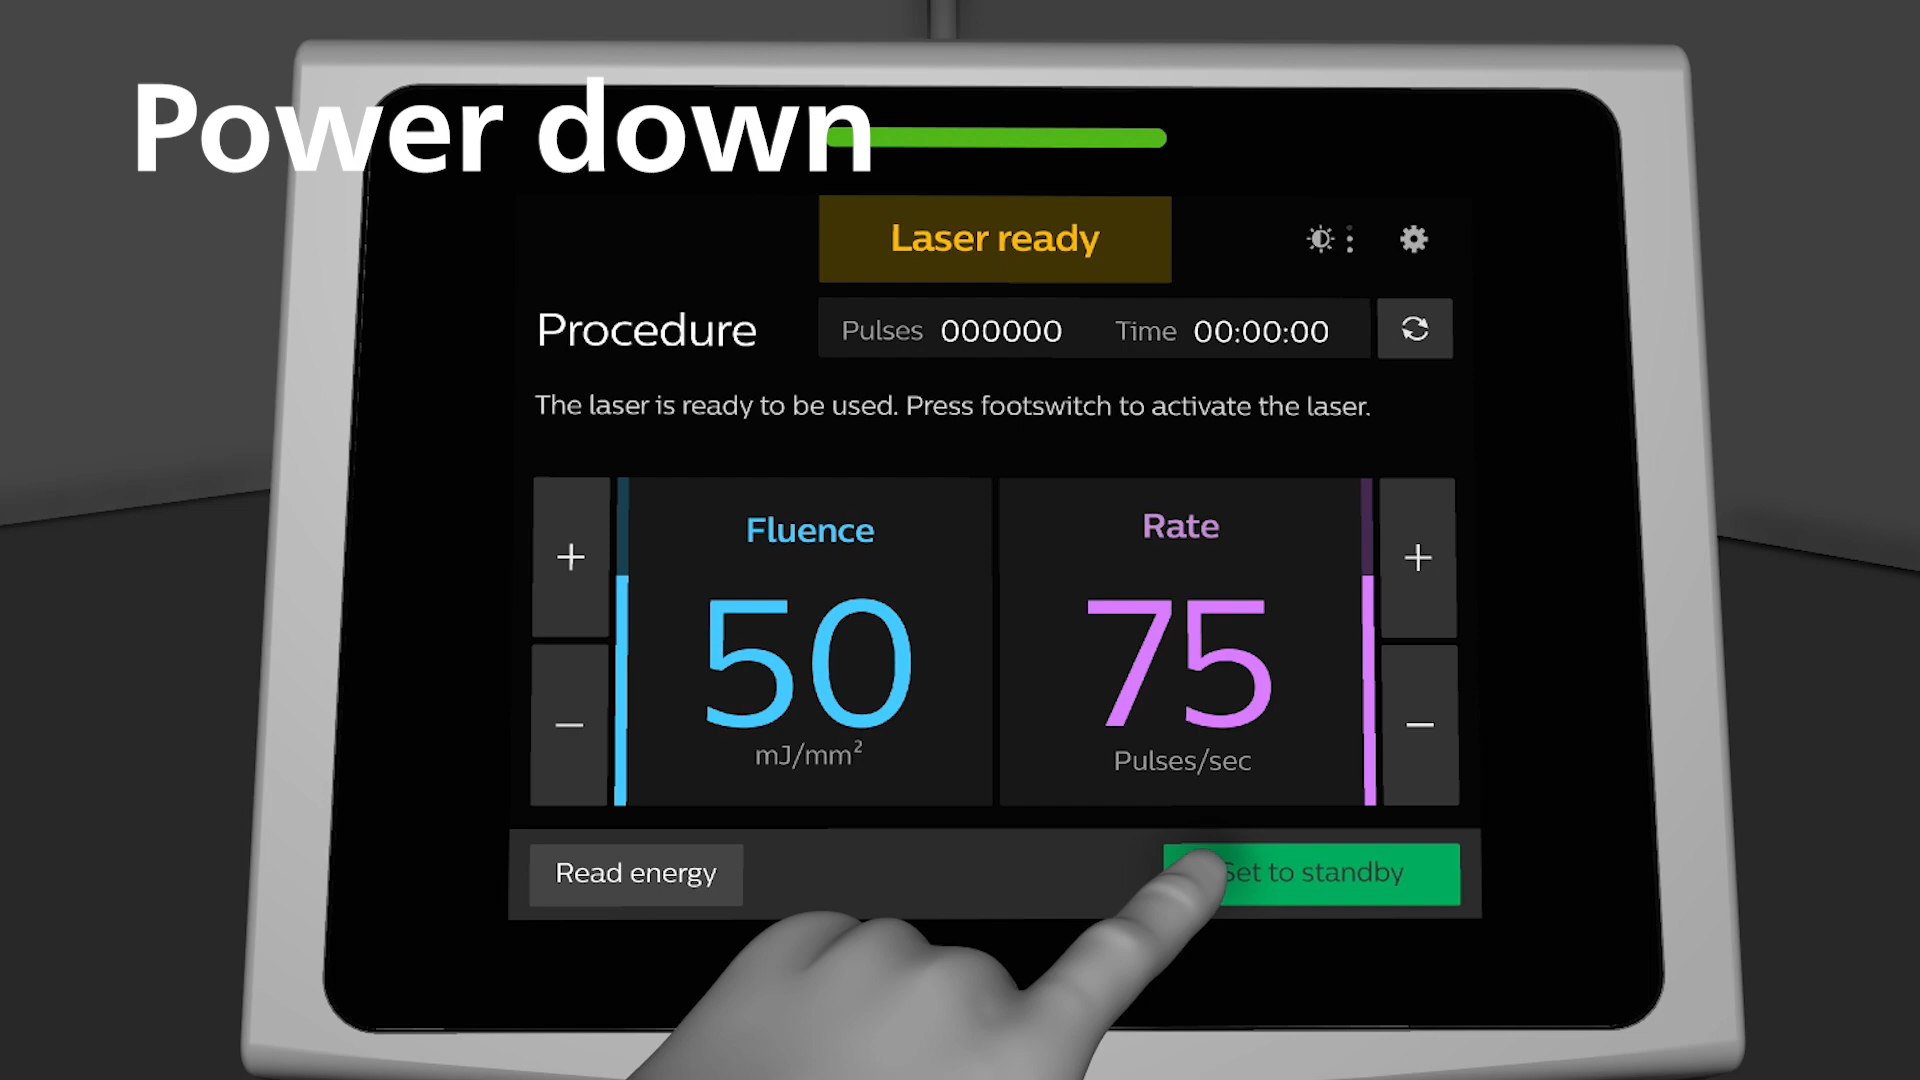 Power down
Laser ready
Procedure
Pulses 000000 Time 00:00:00
The laser is ready to be used. Press footswitch to activate the laser.
Fluence
50
mJ/mm²
Rate
75
Pulses/sec
Read energy
Set to standby